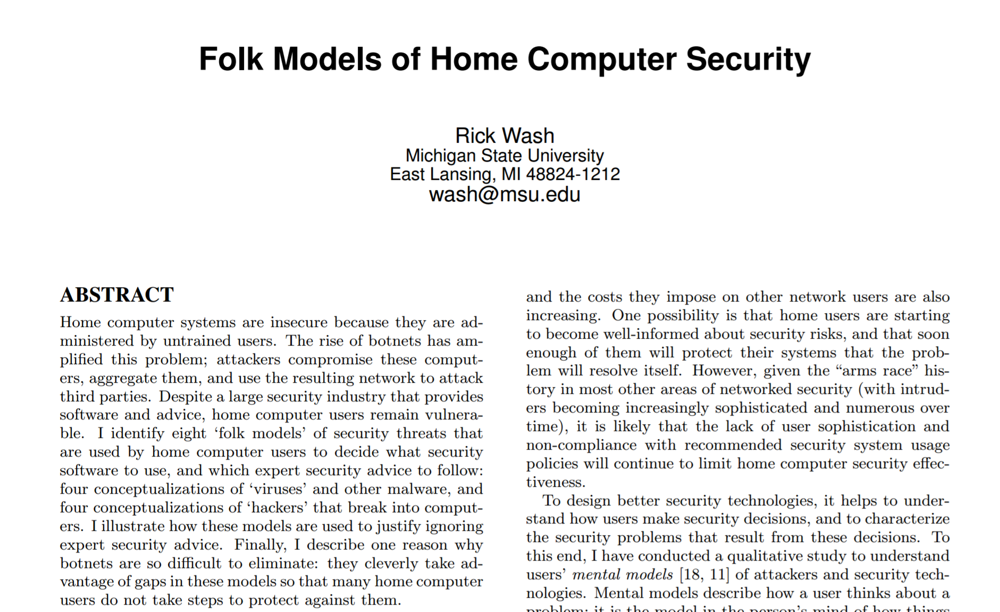 Folk Models of Home Computer Security
Rick Wash
Michigan State University
East Lansing, MI 48824-1212
wash@msu.edu
ABSTRACT
Home computer systems are insecure because they are ad-
ministered by untrained users. The rise of botnets has am-
plified this problem; attackers compromise these comput-
ers, aggregate them, and use the resulting network to attack
third parties. Despite a large security industry that provides
software and advice, home computer users remain vulnera-
ble. I identify eight ‘folk models’ of security threats that
are used by home computer users to decide what security
software to use, and which expert security advice to follow:
four conceptualizations of ‘viruses’ and other malware, and
four conceptualizations of ‘hackers’ that break into comput-
ers. I illustrate how these models are used to justify ignoring
expert security advice. Finally, I describe one reason why
botnets are so difficult to eliminate: they cleverly take ad-
vantage of gaps in these models so that many home computer
users do not take steps to protect against them.
and the costs they impose on other network users are also
increasing. One possibility is that home users are starting
to become well-informed about security risks, and that soon
enough of them will protect their systems that the prob-
lem will resolve itself. However, given the “arms race” his-
tory in most other areas of networked security (with intrud-
ers becoming increasingly sophisticated and numerous over
time), it is likely that the lack of user sophistication and
non-compliance with recommended security system usage
policies will continue to limit home computer security effec-
tiveness.
To design better security technologies, it helps to under-
stand how users make security decisions, and to characterize
the security problems that result from these decisions. To
this end, I have conducted a qualitative study to understand
users’ mental models [18, 11] of attackers and security tech-
nologies. Mental models describe how a user thinks about a
problem; it is the model in the person’s mind of how things